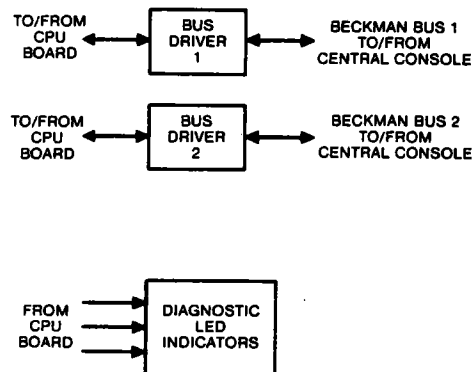 TO/FROM
CPU
BOARD
BUS
DRIVER
1
BECKMAN BUS 1
TO/FROM
CENTRAL CONSOLE
TO/FROM
CPU
BOARD
BUS
DRIVER
2
BECKMAN BUS 2
TO/FROM
CENTRAL CONSOLE
FROM
CPU
BOARD
DIAGNOSTIC
LED
INDICATORS